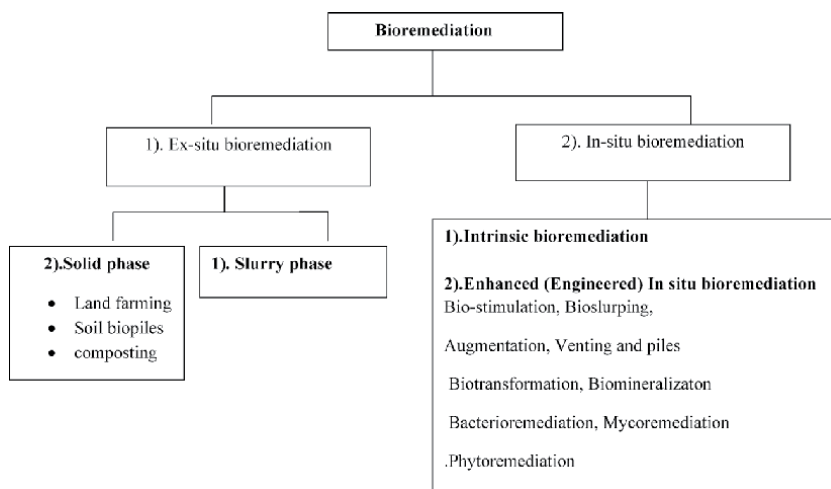 Bioremediation
1). Ex-situ bioremediation
2). In-situ bioremediation
2).Solid phase
• Land farming
• Soil biopiles
• composting
1). Slurry phase
1).Intrinsic bioremediation
2).Enhanced (Engineered) In situ bioremediation
Bio-stimulation, Bioslurping,
Augmentation, Venting and piles
Biotransformation, Biomineralizaton
Bacterioremediation, Mycoremediation
.Phytoremediation